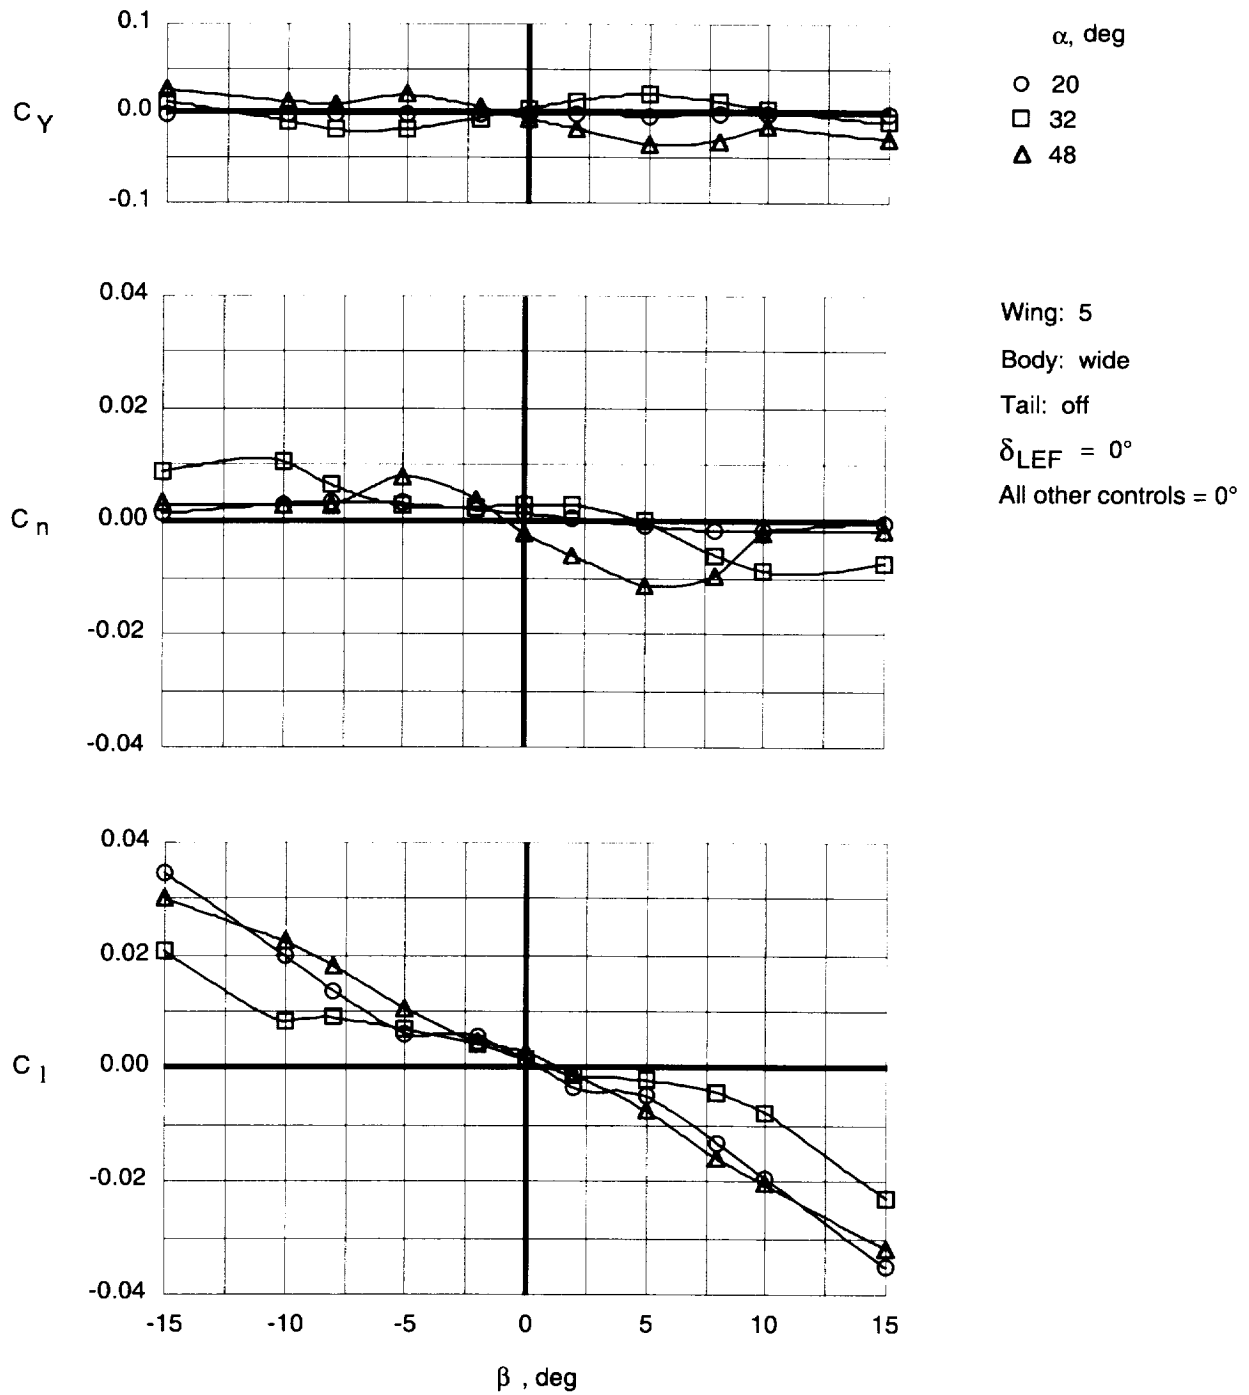 0.1
C Y
0.0
-0.1
α, deg
20
32
48
0.04
0.02
C n
0.00
-0.02
-0.04
Wing: 5
Body: wide
Tail: off
δLEF = 0°
All other controls = 0°
0.04
0.02
C l
0.00
-0.02
-0.04
-15 -10 -5 0 5 10 15
β , deg